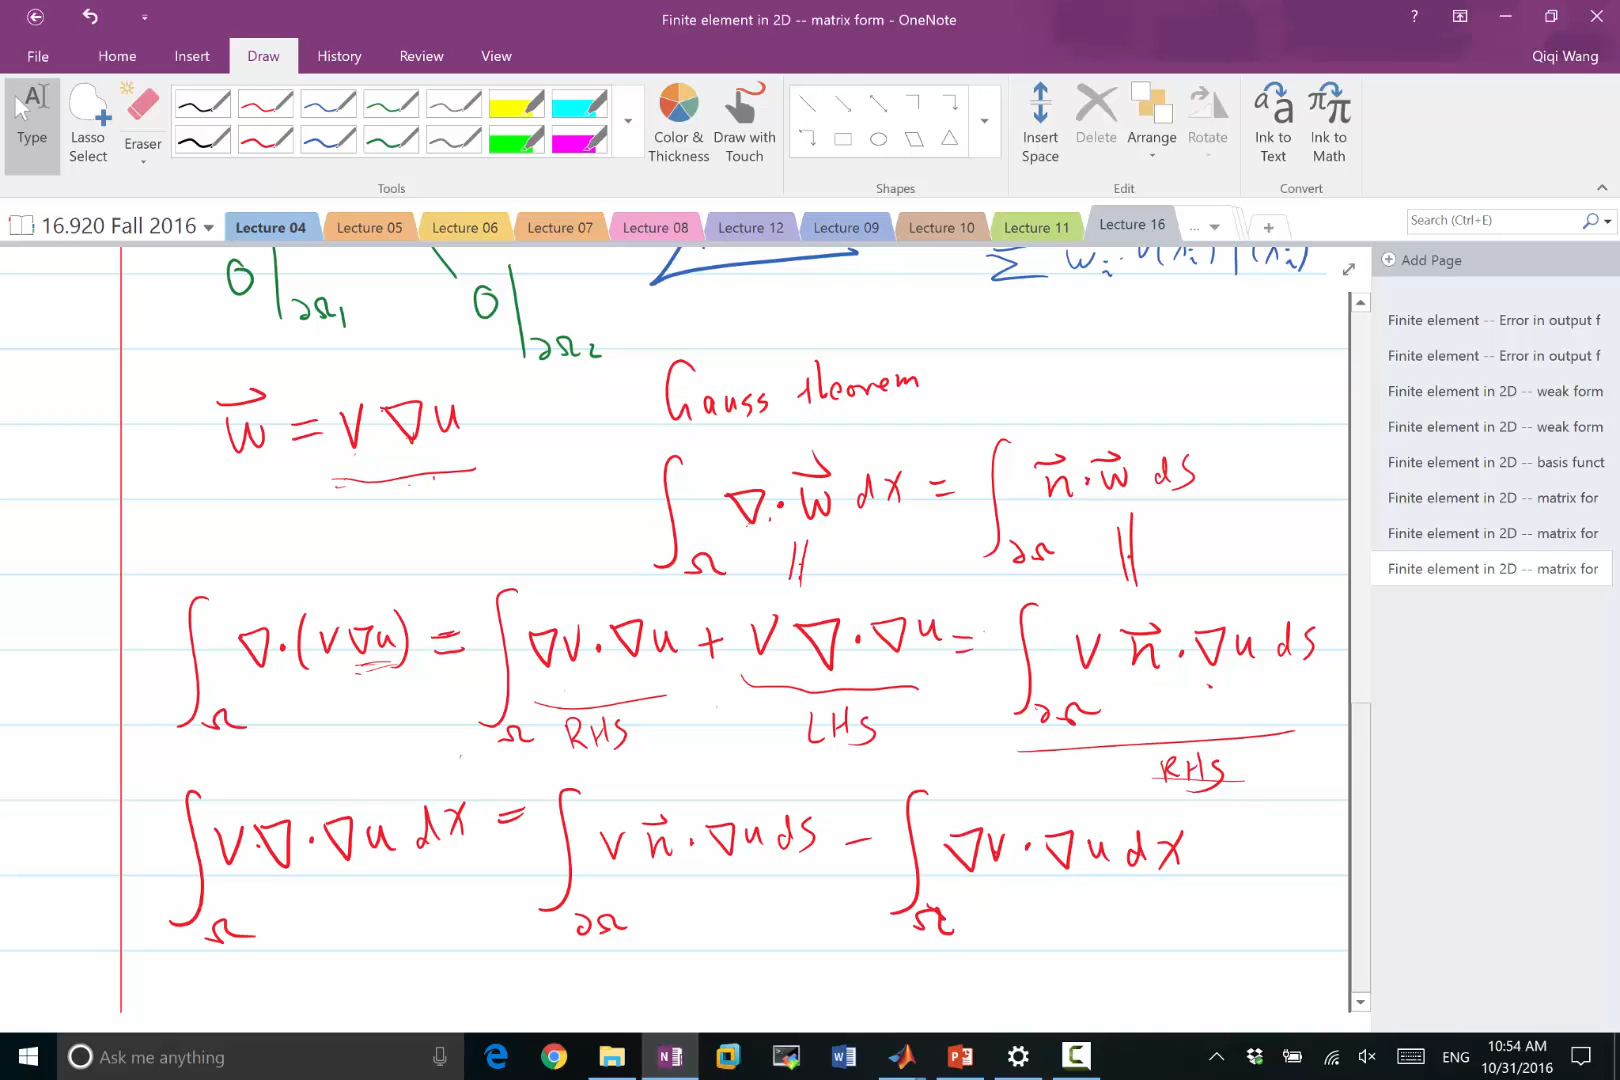 Finite element in 2D -- matrix form - OneNote
?
File Home Insert Draw History Review View
Qiqi Wang
Type
Lasso Select
Eraser
Color & Thickness
Draw with Touch
Insert Space
Delete
Arrange
Rotate
Ink to Text
Ink to Math
Tools
Shapes
Edit
Convert
16.920 Fall 2016
Lecture 04
Lecture 05
Lecture 06
Lecture 07
Lecture 08
Lecture 12
Lecture 09
Lecture 10
Lecture 11
Lecture 16
...
Search (Ctrl+E)
Add Page
Finite element -- Error in output f
Finite element -- Error in output f
Finite element in 2D -- weak form
Finite element in 2D -- weak form
Finite element in 2D -- basis funct
Finite element in 2D -- matrix for
Finite element in 2D -- matrix for
Finite element in 2D -- matrix for
0|∂Ω₁
0|∂Ω₂
Gauss theorem
w⃗ = v∇u
∫_Ω ∇·w⃗ dx = ∫_∂Ω n⃗·w⃗ ds
|| ||
∫_Ω ∇·(v∇u) = ∫_Ω ∇v·∇u + v∇·∇u = ∫_∂Ω v n⃗·∇u ds
RHS LHS RHS
∫_Ω v∇·∇u dx = ∫_∂Ω v n⃗·∇u ds − ∫_Ω ∇v·∇u dx
Ask me anything
ENG
10:54 AM
10/31/2016